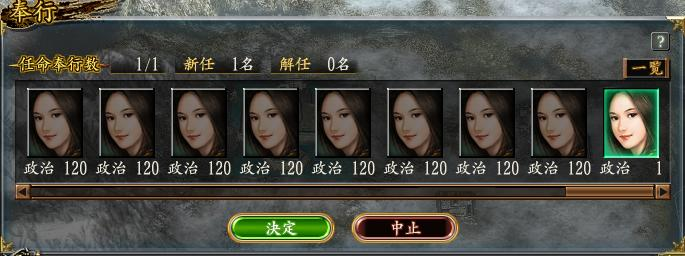 奉行
?
任命奉行数 1/1 新任 1名 解任 0名 一覧
政治 120 政治 120 政治 120 政治 120 政治 120 政治 120 政治 120 政治 120 政治 1
決定 中止